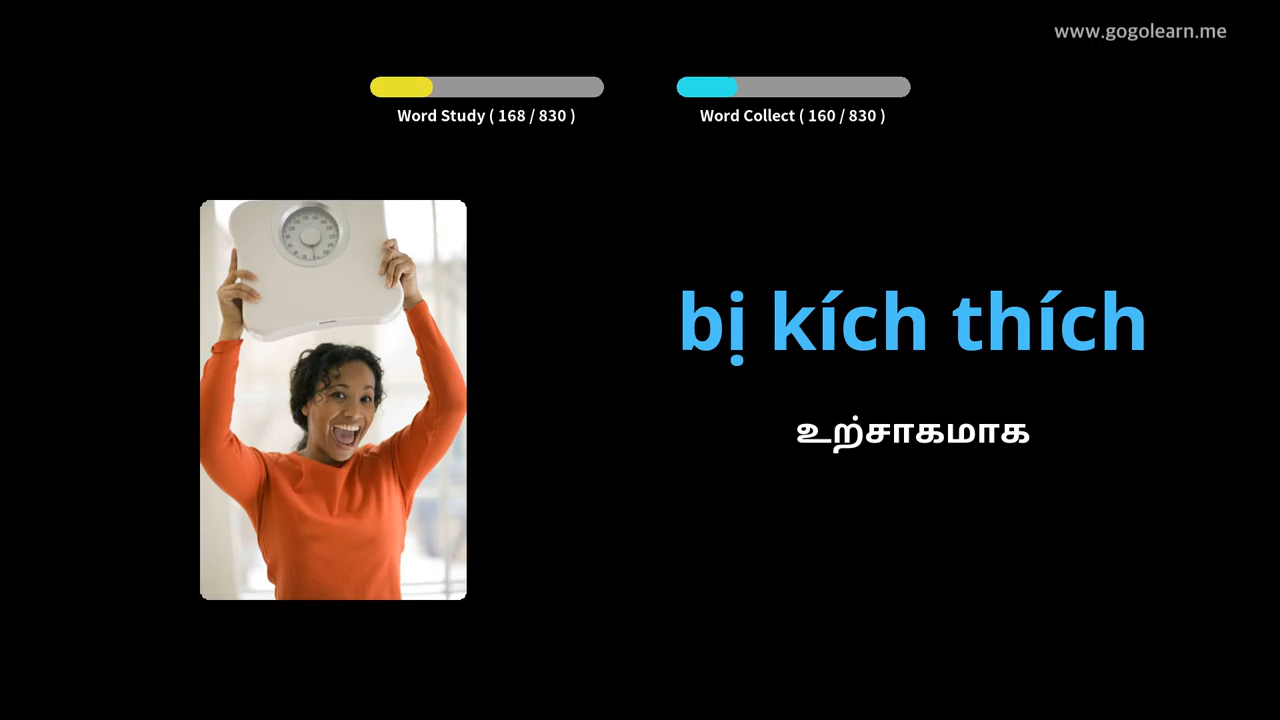 www.gogolearn.me
Word Study ( 168 / 830 )
Word Collect ( 160 / 830 )
bị kích thích
உற்சாகமாக